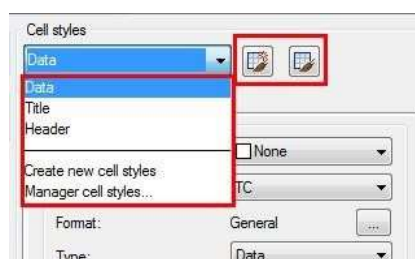 Cell styles
Data
Data
Title
Header
Create new cell styles
Manager cell styles...
None
TC
Format: General ...
Type: Data